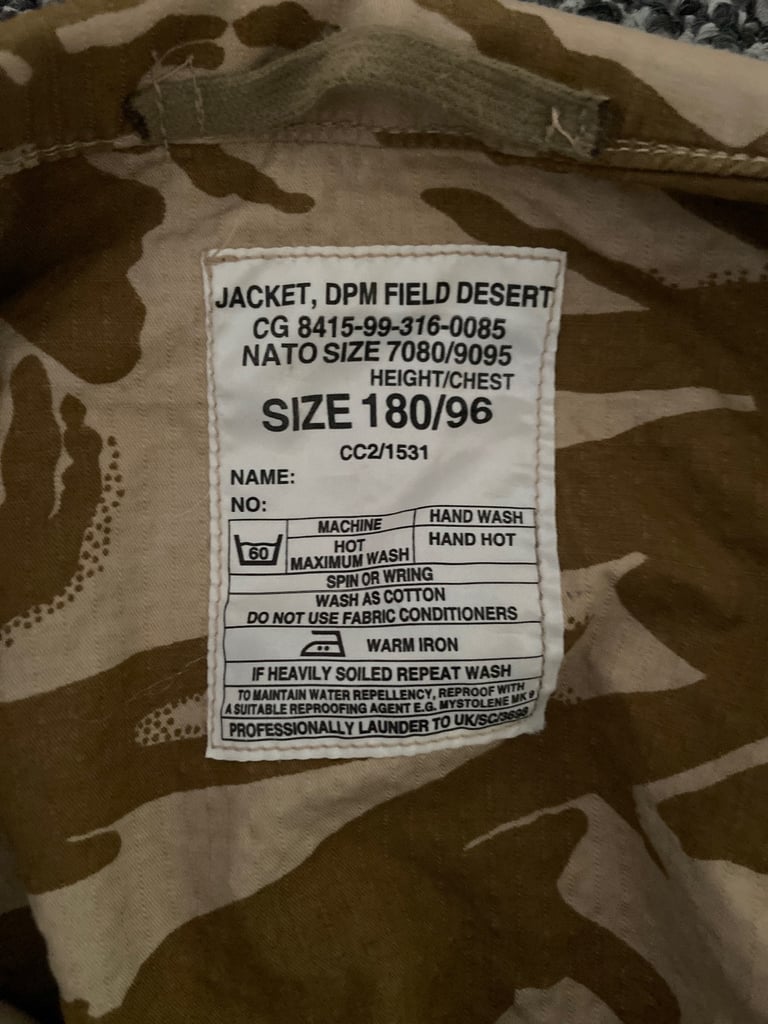 JACKET, DPM FIELD DESERT
CG 8415-99-316-0085
NATO SIZE 7080/9095
HEIGHT/CHEST
SIZE 180/96
CC2/1531
NAME:
NO:
60
MACHINE
HAND WASH
HOT
MAXIMUM WASH
HAND HOT
SPIN OR WRING
WASH AS COTTON
DO NOT USE FABRIC CONDITIONERS
WARM IRON
IF HEAVILY SOILED REPEAT WASH
TO MAINTAIN WATER REPELLENCY, REPROOF WITH
A SUITABLE REPROOFING AGENT E.G. MYSTOLENE MK 9
PROFESSIONALLY LAUNDER TO UK/SC/3698